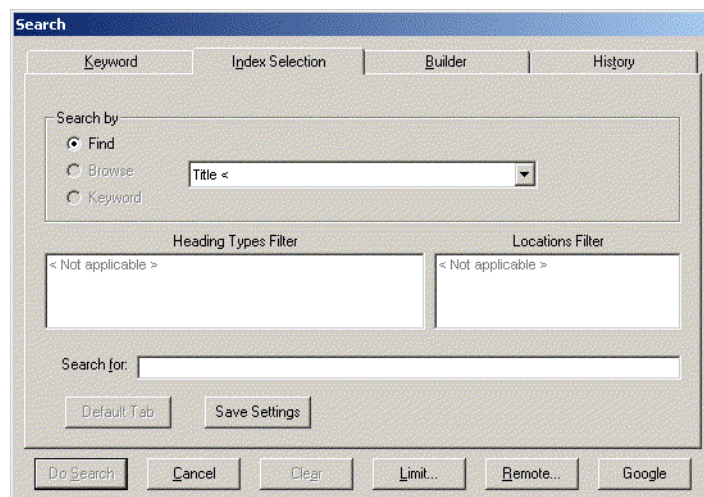 Search
Keyword Index Selection Builder History
Search by
Find
Browse
Title <
Keyword
Heading Types Filter Locations Filter
< Not applicable > < Not applicable >
Search for:
Default Tab Save Settings
Do Search Cancel Clear Limit... Remote... Google